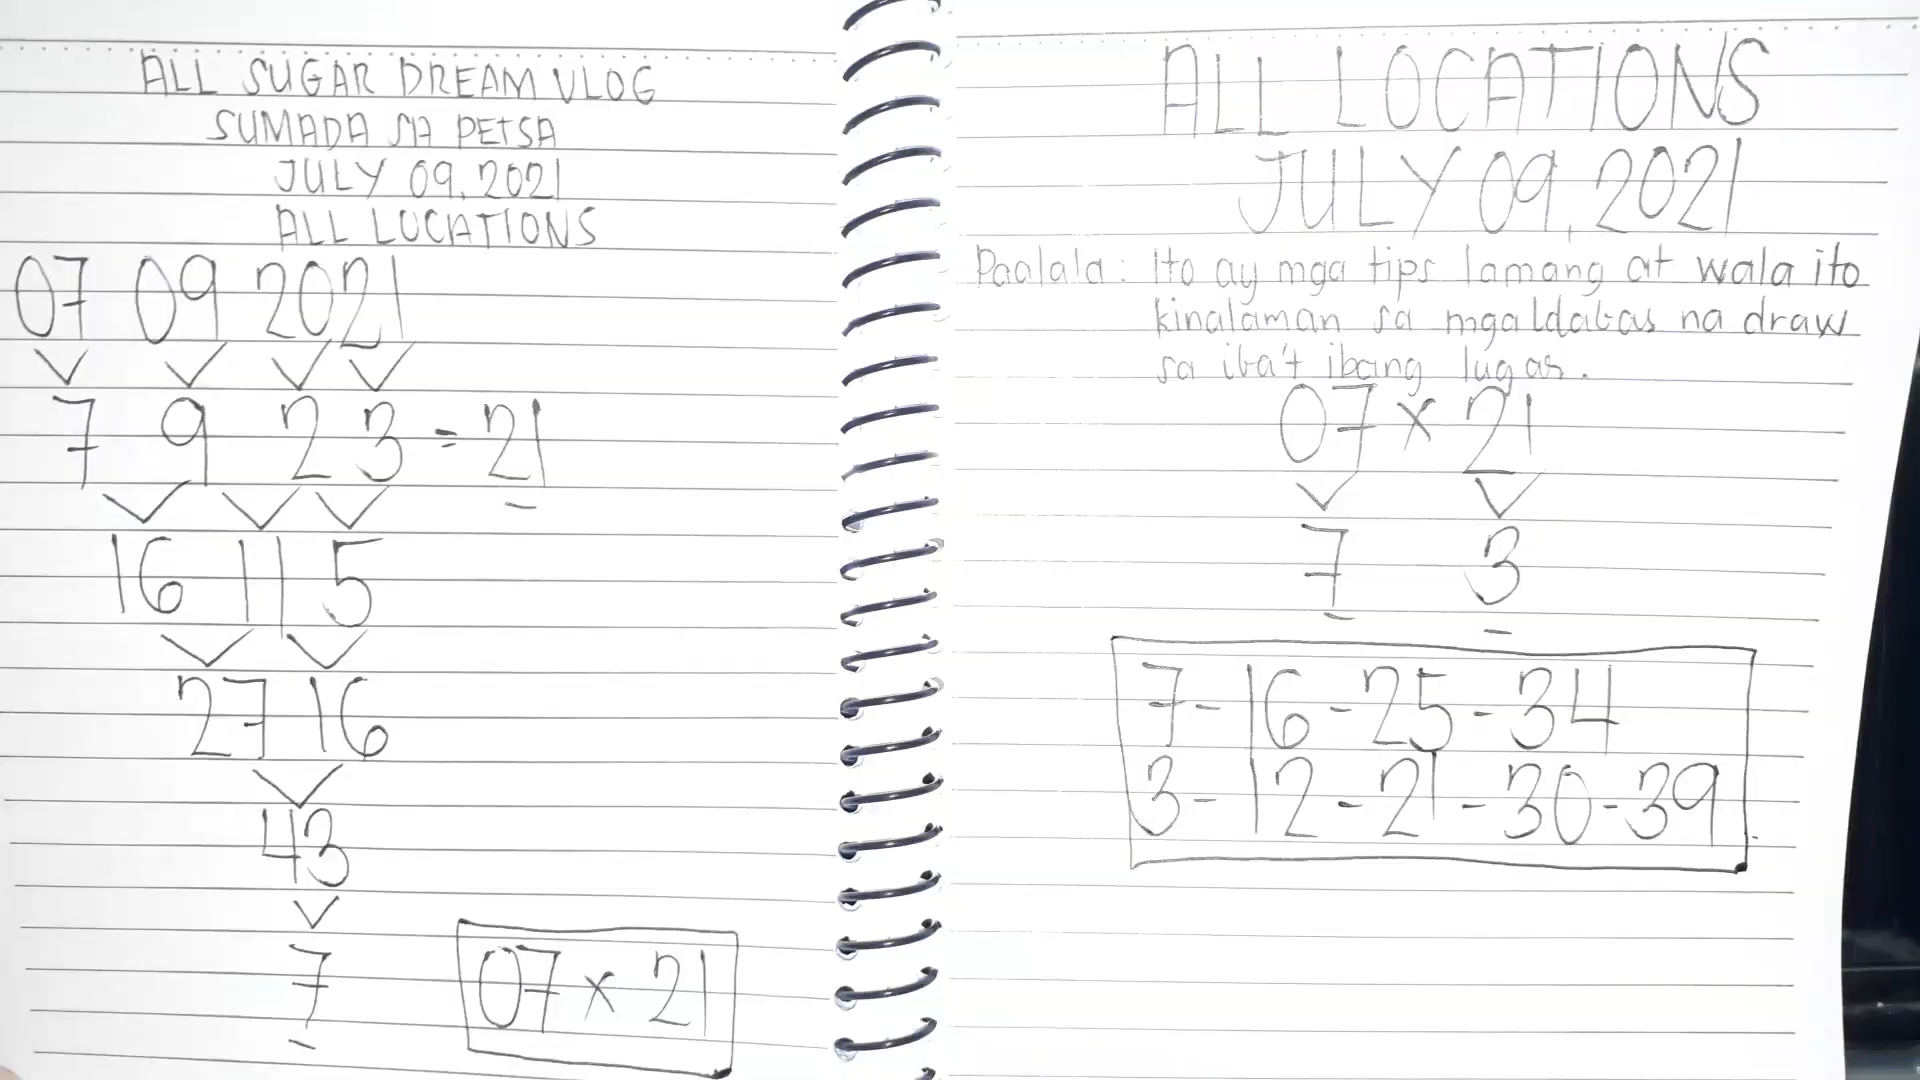 ALL SUGAR DREAM VLOG
SUMADA SA PETSA
JULY 09, 2021
ALL LOCATIONS
07 09 2021
7 9 2 3 = 21
16 11 5
27 16
43
7
07 x 21
ALL LOCATIONS
JULY 09, 2021
Paalala: Ito ay mga tips lamang at wala ito
kinalaman sa mga ldabas na draw
sa iba't ibang lugar.
07 x 21
7 3
7-16-25-34
3-12-21-30-39